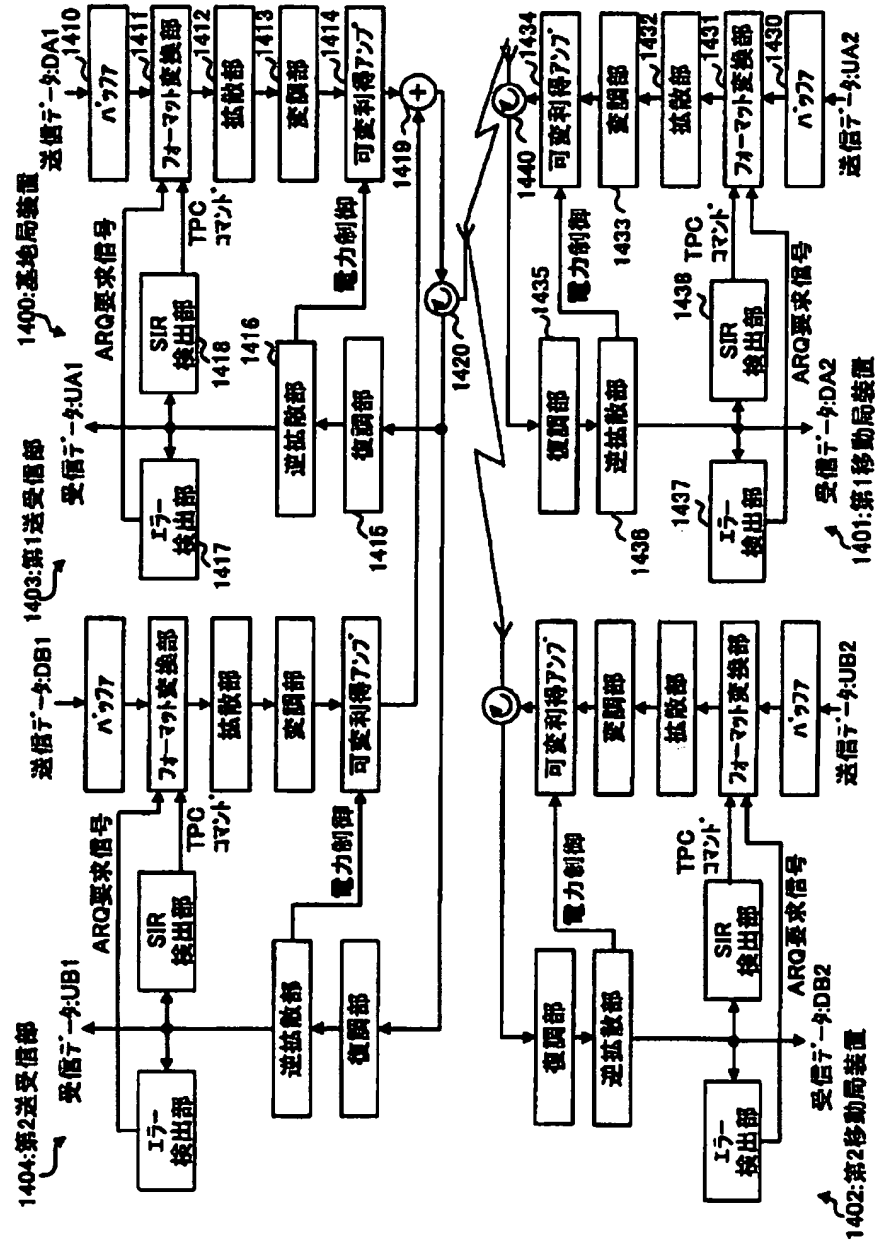 1400:基地局装置
1403:第1送受信部
1404:第2送受信部
送信データ:DA1
1410
バッファ
1411
フォーマット変換部
1412
拡散部
1413
変調部
1414
可変利得アンプ
1419
ARQ要求信号
TPC
コマンド
SIR
検出部
1418
電力制御
1416
逆拡散部
復調部
1415
受信データ:UA1
エラー
検出部
1417
1420
送信データ:DB1
バッファ
フォーマット変換部
拡散部
変調部
可変利得アンプ
ARQ要求信号
TPC
コマンド
SIR
検出部
電力制御
逆拡散部
復調部
受信データ:UB1
エラー
検出部
1440
1434
可変利得アンプ
変調部
1433
1432
拡散部
1431
フォーマット変換部
1430
バッファ
送信データ:UA2
電力制御
1435
復調部
逆拡散部
1436
TPC
コマンド
1438
SIR
検出部
ARQ要求信号
1437
エラー
検出部
受信データ:DA2
1401:第1移動局装置
可変利得アンプ
変調部
拡散部
フォーマット変換部
バッファ
送信データ:UB2
電力制御
復調部
逆拡散部
TPC
コマンド
SIR
検出部
ARQ要求信号
エラー
検出部
受信データ:DB2
1402:第2移動局装置